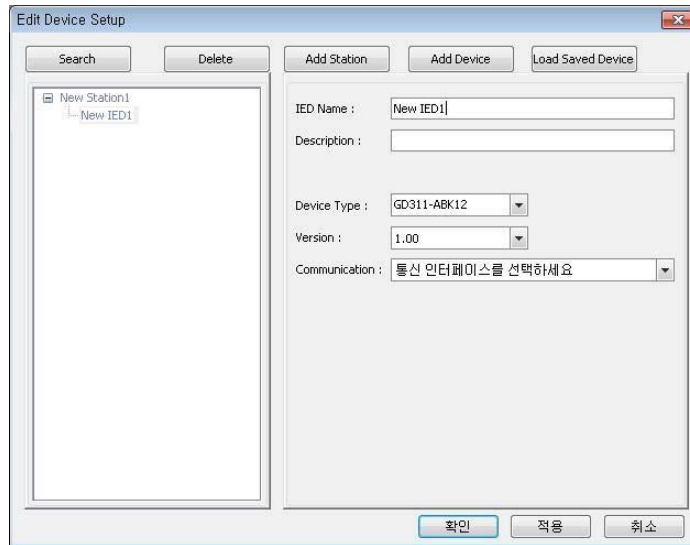 Edit Device Setup
Search
Delete
Add Station
Add Device
Load Saved Device
New Station1
New IED1
IED Name :
New IED1
Description :
Device Type :
GD311-ABK12
Version :
1.00
Communication :
통신 인터페이스를 선택하세요
확인
적용
취소